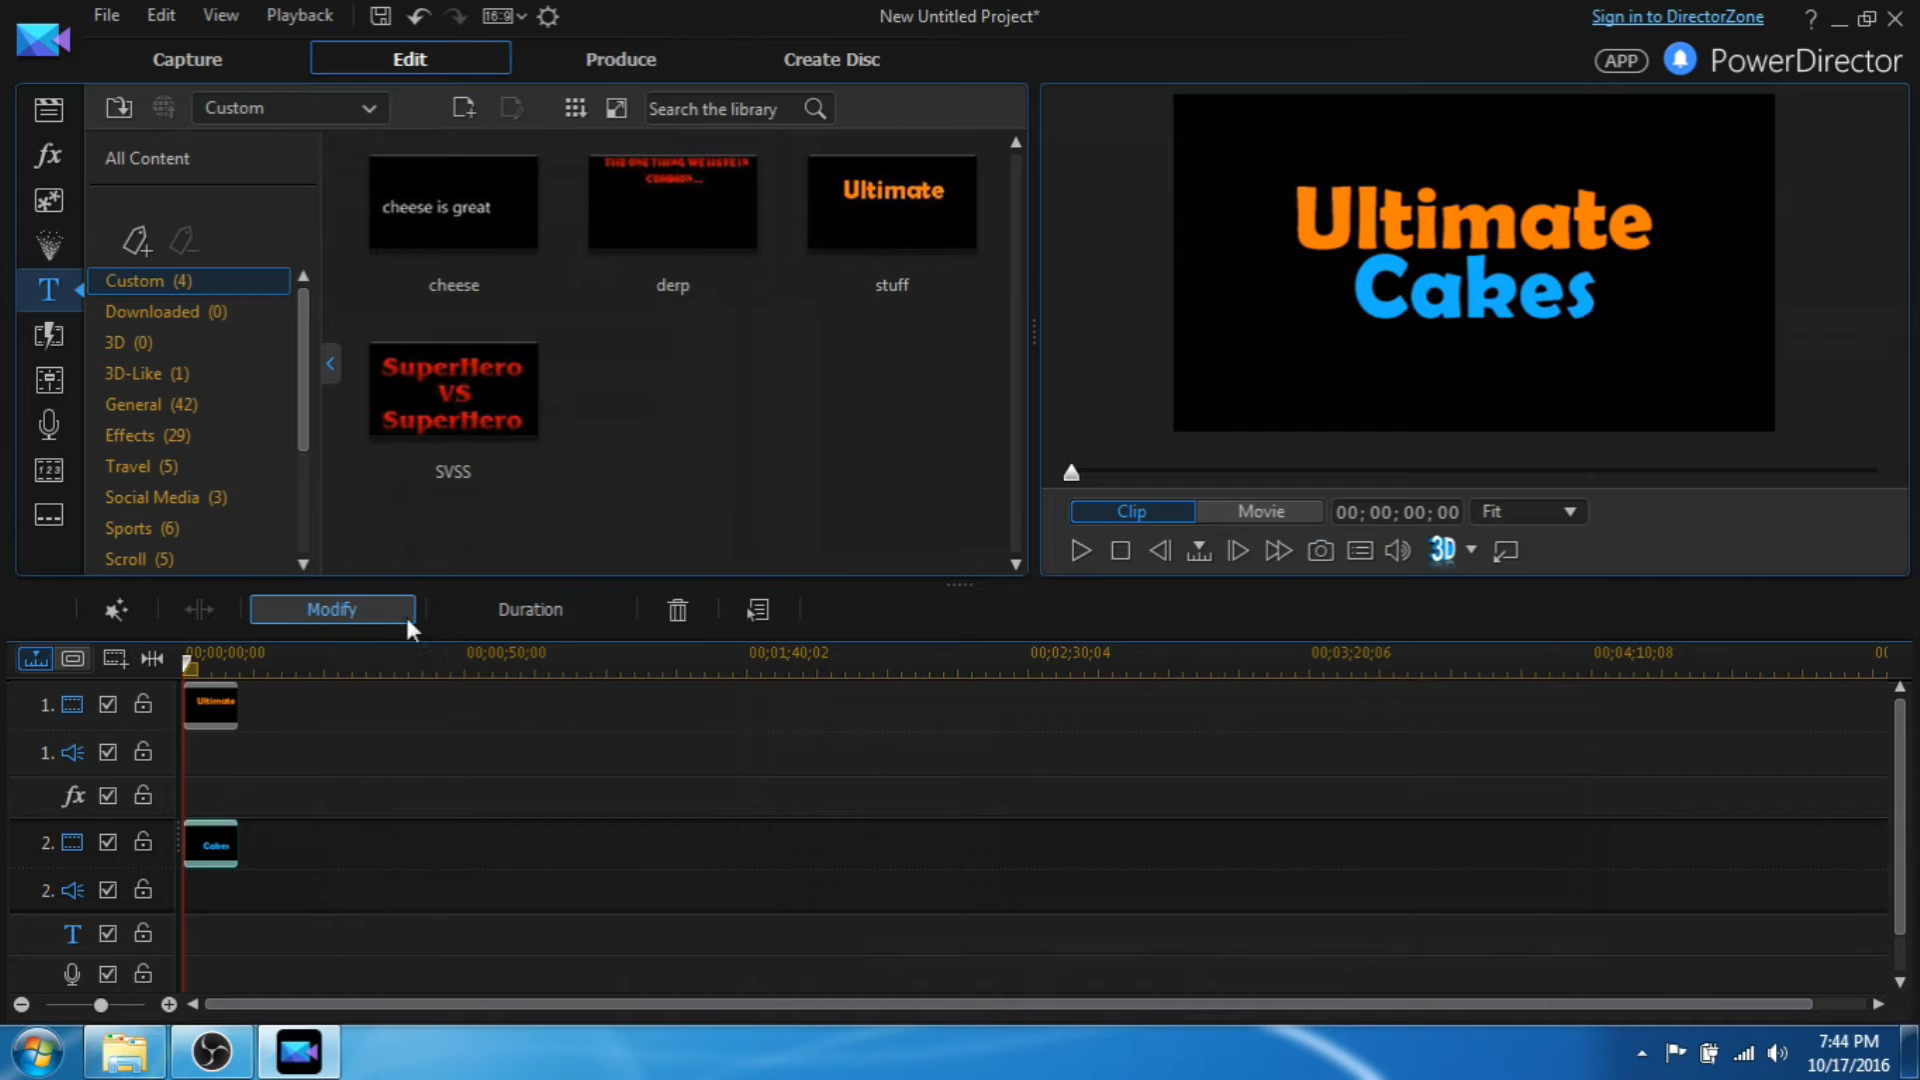 File Edit View Playback 16:9 New Untitled Project* Sign in to DirectorZone ?
Capture Edit Produce Create Disc APP PowerDirector
Custom Search the library
All Content
Custom (4)
Downloaded (0)
3D (0)
3D-Like (1)
General (42)
Effects (29)
Travel (5)
Social Media (3)
Sports (6)
Scroll (5)
fx
T
cheese is great
cheese
THE ONE THING WE HAVE IN
COMMON...
derp
Ultimate
stuff
SuperHero
VS
SuperHero
SVSS
Ultimate
Cakes
Clip Movie 00; 00; 00; 00 Fit
3D
Modify Duration
00;00;00;00 00;00;50;00 00;01;40;02 00;02;30;04 00;03;20;06 00;04;10;08
1. Ultimate
1.
fx
2. Cakes
2.
T
7:44 PM
10/17/2016